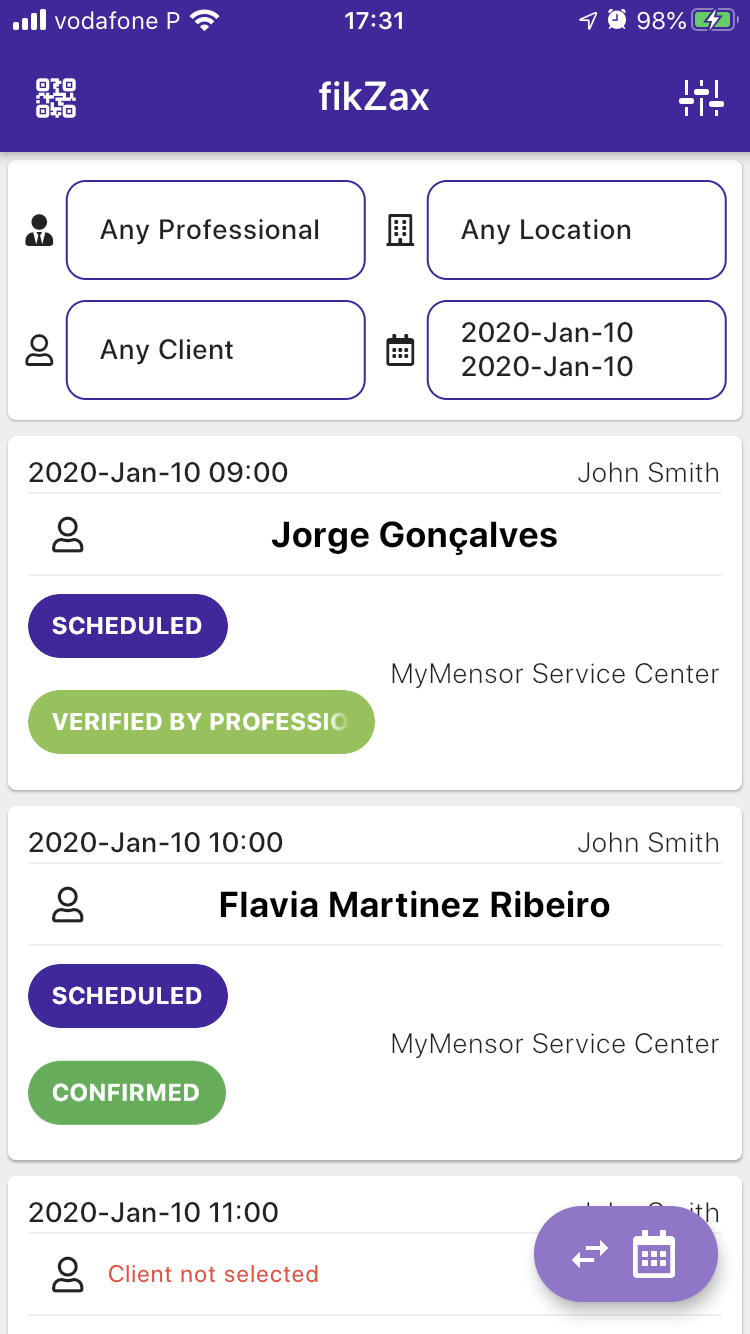 vodafone P 17:31 98%
fikZax
Any Professional Any Location
Any Client 2020-Jan-10
2020-Jan-10
2020-Jan-10 09:00 John Smith
Jorge Gonçalves
SCHEDULED
MyMensor Service Center
VERIFIED BY PROFESSIO
2020-Jan-10 10:00 John Smith
Flavia Martinez Ribeiro
SCHEDULED
MyMensor Service Center
CONFIRMED
2020-Jan-10 11:00
Client not selected